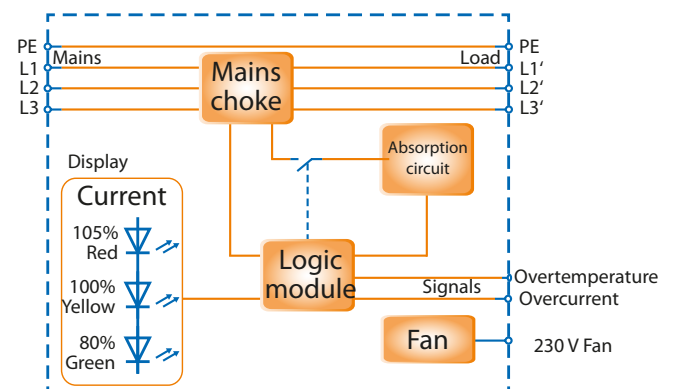 PE
Mains
Load
PE
L1
L1‘
L2
L2‘
L3
L3‘
Mains
choke
Absorption
circuit
Display
Current
105%
Red
100%
Yellow
80%
Green
Logic
module
Signals
Overtemperature
Overcurrent
Fan
230 V Fan